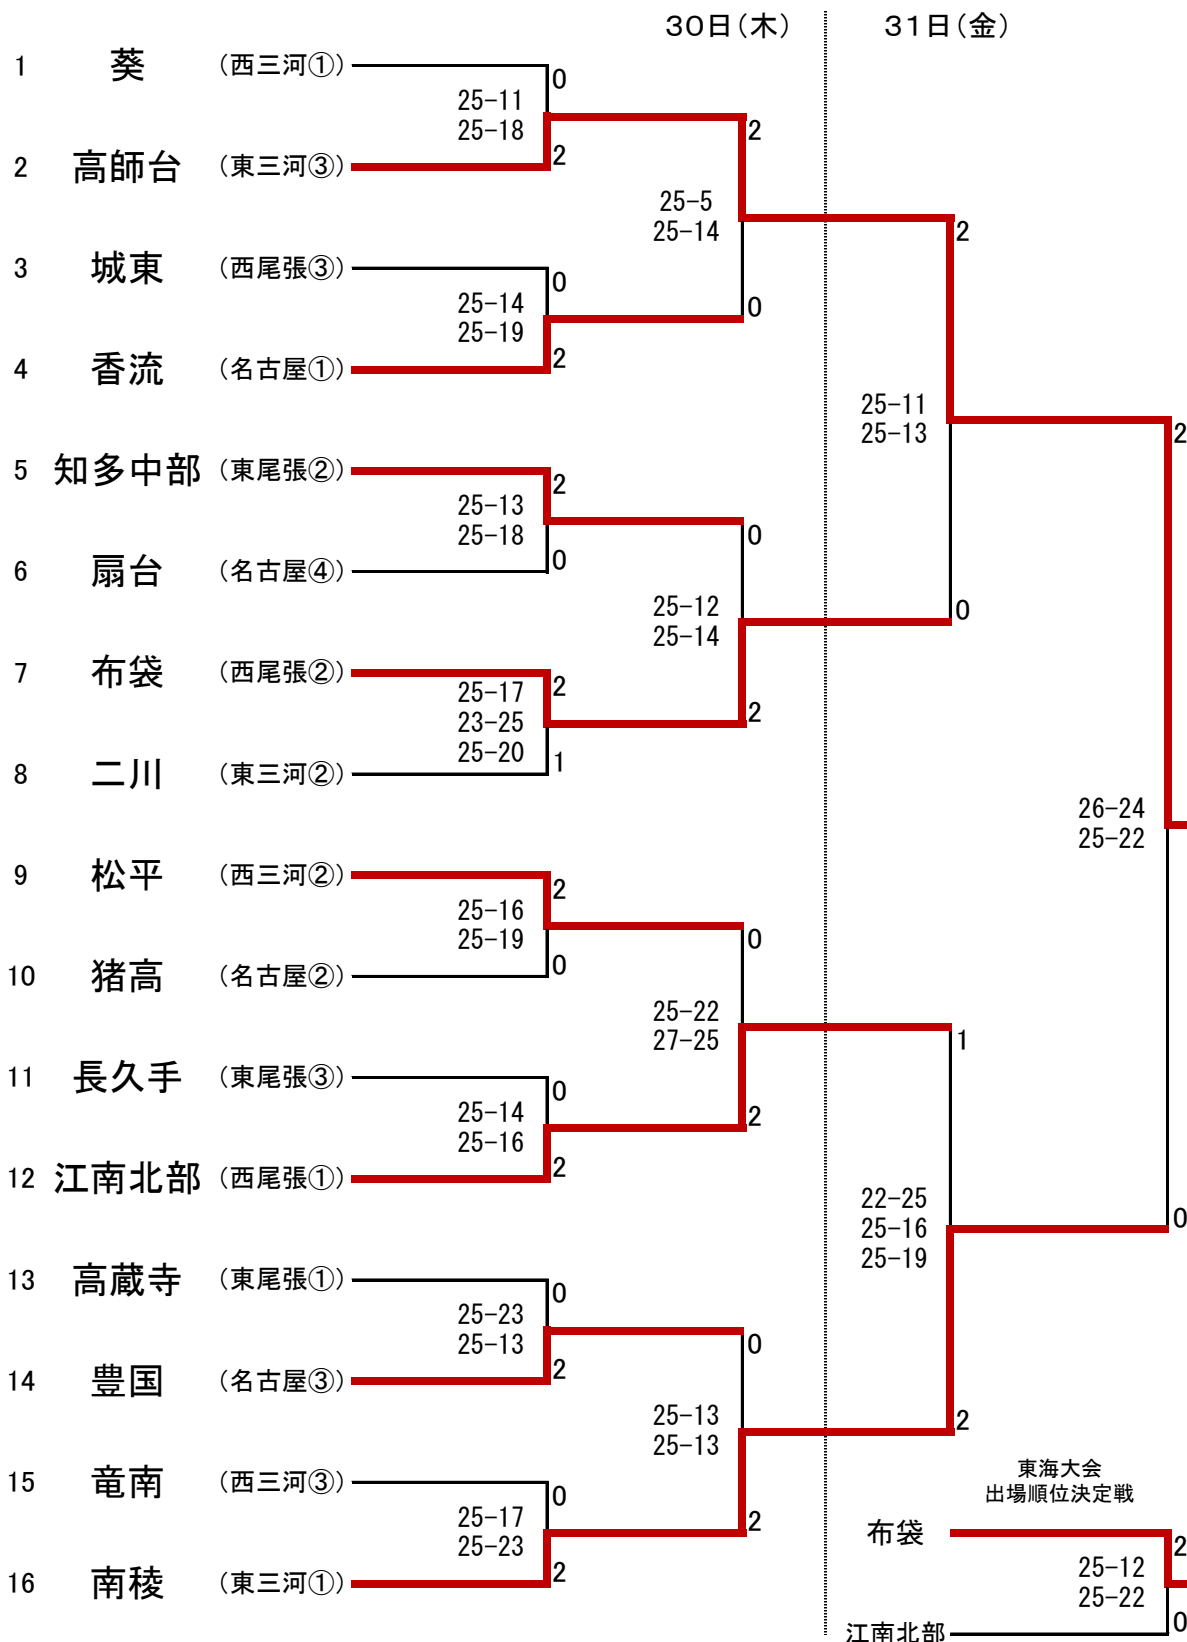 30日(木) 31日(金)
1 葵 (西三河①) 0
25-11
25-18
2
2 高師台 (東三河③) 2
25-5
25-14
2
3 城東 (西尾張③) 0
25-14
25-19
0
4 香流 (名古屋①) 2
25-11
25-13
2
5 知多中部 (東尾張②) 2
25-13
25-18
0
6 扇台 (名古屋④) 0
25-12
25-14
0
7 布袋 (西尾張②) 2
25-17
23-25
25-20
2
8 二川 (東三河②) 1
26-24
25-22
9 松平 (西三河②) 2
25-16
25-19
0
10 猪高 (名古屋②) 0
25-22
27-25
1
11 長久手 (東尾張③) 0
25-14
25-16
2
12 江南北部 (西尾張①) 2
22-25
25-16
25-19
0
13 高蔵寺 (東尾張①) 0
25-23
25-13
0
14 豊国 (名古屋③) 2
25-13
25-13
2
15 竜南 (西三河③) 0
25-17
25-23
2
16 南稜 (東三河①) 2
東海大会
出場順位決定戦
布袋 2
25-12
25-22
江南北部 0